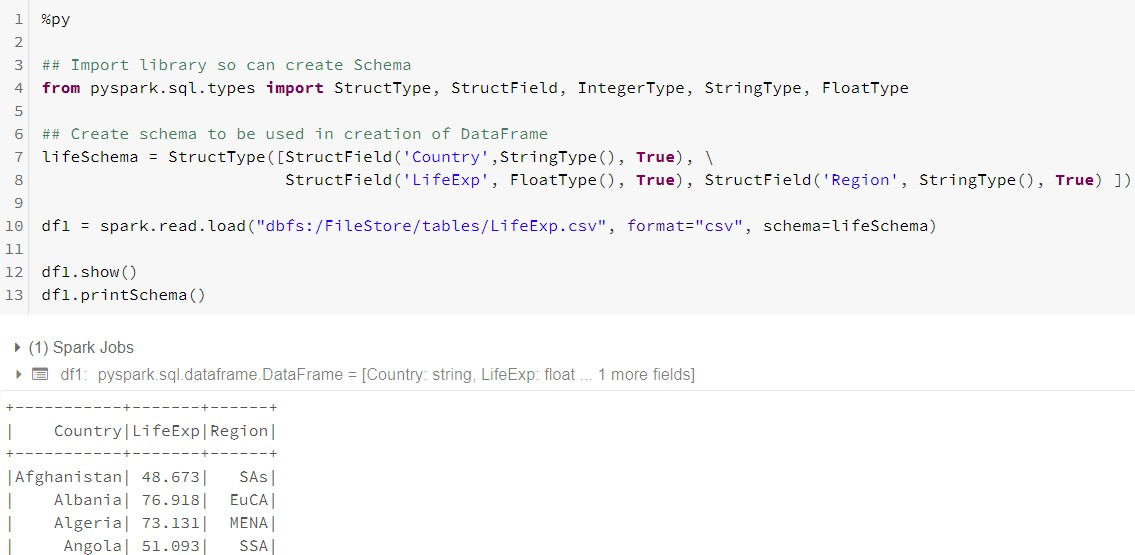 1 %py
2
3 ## Import library so can create Schema
4 from pyspark.sql.types import StructType, StructField, IntegerType, StringType, FloatType
5
6 ## Create schema to be used in creation of DataFrame
7 lifeSchema = StructType([StructField('Country',StringType(), True), \
8                          StructField('LifeExp', FloatType(), True), StructField('Region', StringType(), True) ])
9
10 df1 = spark.read.load("dbfs:/FileStore/tables/LifeExp.csv", format="csv", schema=lifeSchema)
11
12 df1.show()
13 df1.printSchema()
(1) Spark Jobs
df1: pyspark.sql.dataframe.DataFrame = [Country: string, LifeExp: float ... 1 more fields]
+-----------+-------+------+
|    Country|LifeExp|Region|
+-----------+-------+------+
|Afghanistan| 48.673|   SAs|
|    Albania| 76.918|  EuCA|
|    Algeria| 73.131|  MENA|
|     Angola| 51.093|   SSA|